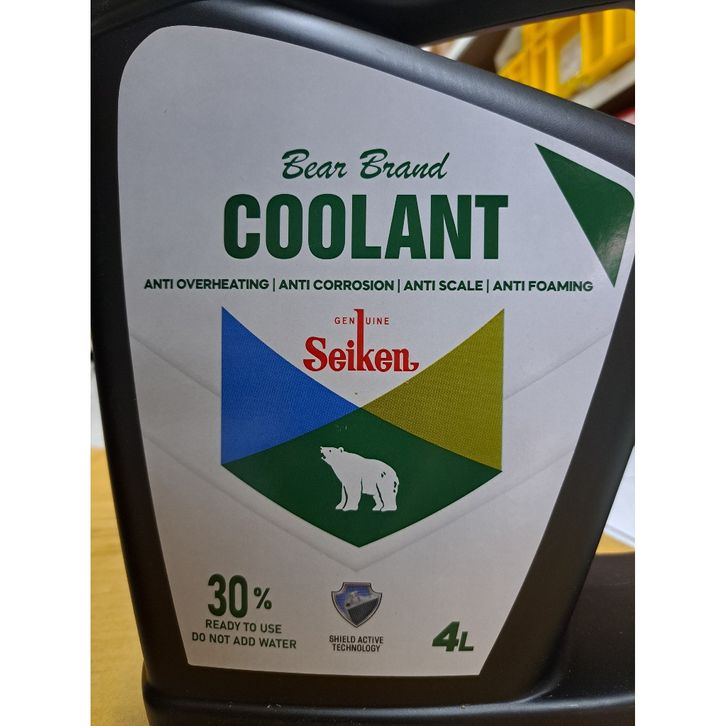 Bear Brand
COOLANT
ANTI OVERHEATING | ANTI CORROSION | ANTI SCALE | ANTI FOAMING
GENUINE
Seiken
30%
READY TO USE
DO NOT ADD WATER
SHIELD ACTIVE
TECHNOLOGY
4L